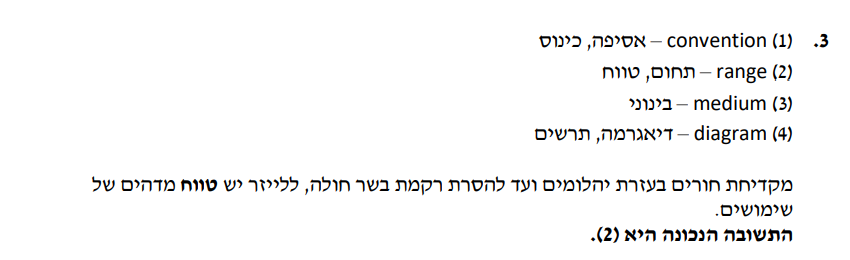 3. (1) convention – אסיפה, כינוס
(2) range – תחום, טווח
(3) medium – בינוני
(4) diagram – דיאגרמה, תרשים
מקדיחת חורים בעזרת יהלומים ועד להסרת רקמת בשר חולה, ללייזר יש טווח מדהים של
שימושים.
התשובה הנכונה היא (2).